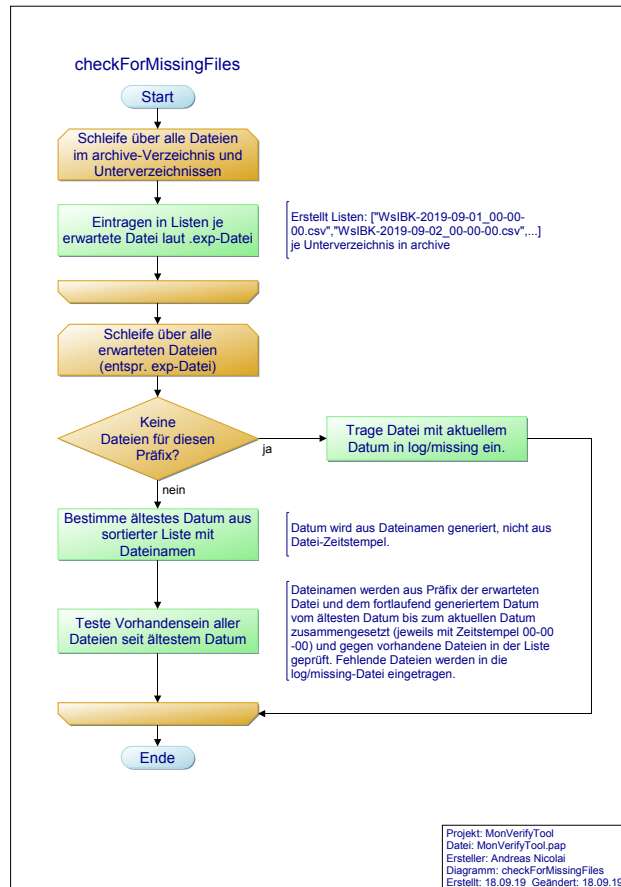 checkForMissingFiles
Start
Schleife über alle Dateien
im archive-Verzeichnis und
Unterverzeichnissen
Eintragen in Listen je
erwartete Datei laut .exp-Datei
Erstellt Listen: ["WsIBK-2019-09-01_00-00-
00.csv","WsIBK-2019-09-02_00-00-00.csv",...]
je Unterverzeichnis in archive
Schleife über alle
erwarteten Dateien
(entspr. exp-Datei)
Keine
Dateien für diesen
Präfix?
ja
Trage Datei mit aktuellem
Datum in log/missing ein.
nein
Bestimme ältestes Datum aus
sortierter Liste mit
Dateinamen
Datum wird aus Dateinamen generiert, nicht aus
Datei-Zeitstempel.
Teste Vorhandensein aller
Dateien seit ältestem Datum
Dateinamen werden aus Präfix der erwarteten
Datei und dem fortlaufend generiertem Datum
vom ältesten Datum bis zum aktuellen Datum
zusammengesetzt (jeweils mit Zeitstempel 00-00
-00) und gegen vorhandene Dateien in der Liste
geprüft. Fehlende Dateien werden in die
log/missing-Datei eingetragen.
Ende
Projekt: MonVerifyTool
Datei: MonVerifyTool.pap
Ersteller: Andreas Nicolai
Diagramm: checkForMissingFiles
Erstellt: 18.09.19 Geändert: 18.09.19